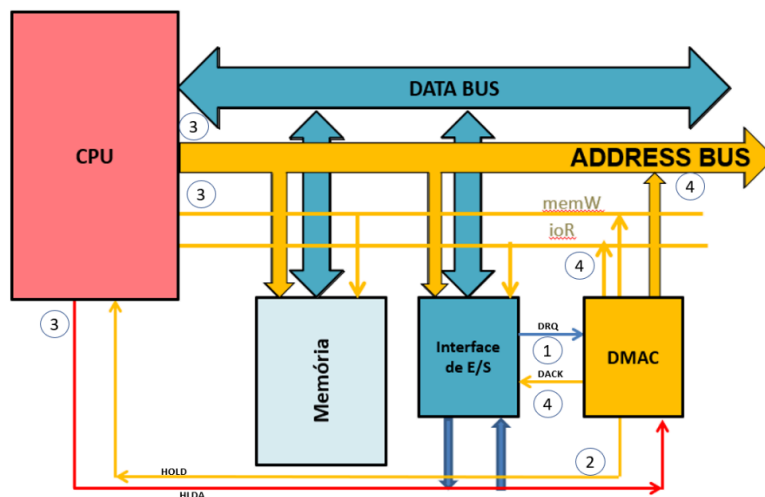 DATA BUS
3
CPU
ADDRESS BUS
3
4
memW
ioR
4
3
DRQ
1
Interface
de E/S
DMAC
Memória
DACK
4
HOLD
2
HLDA